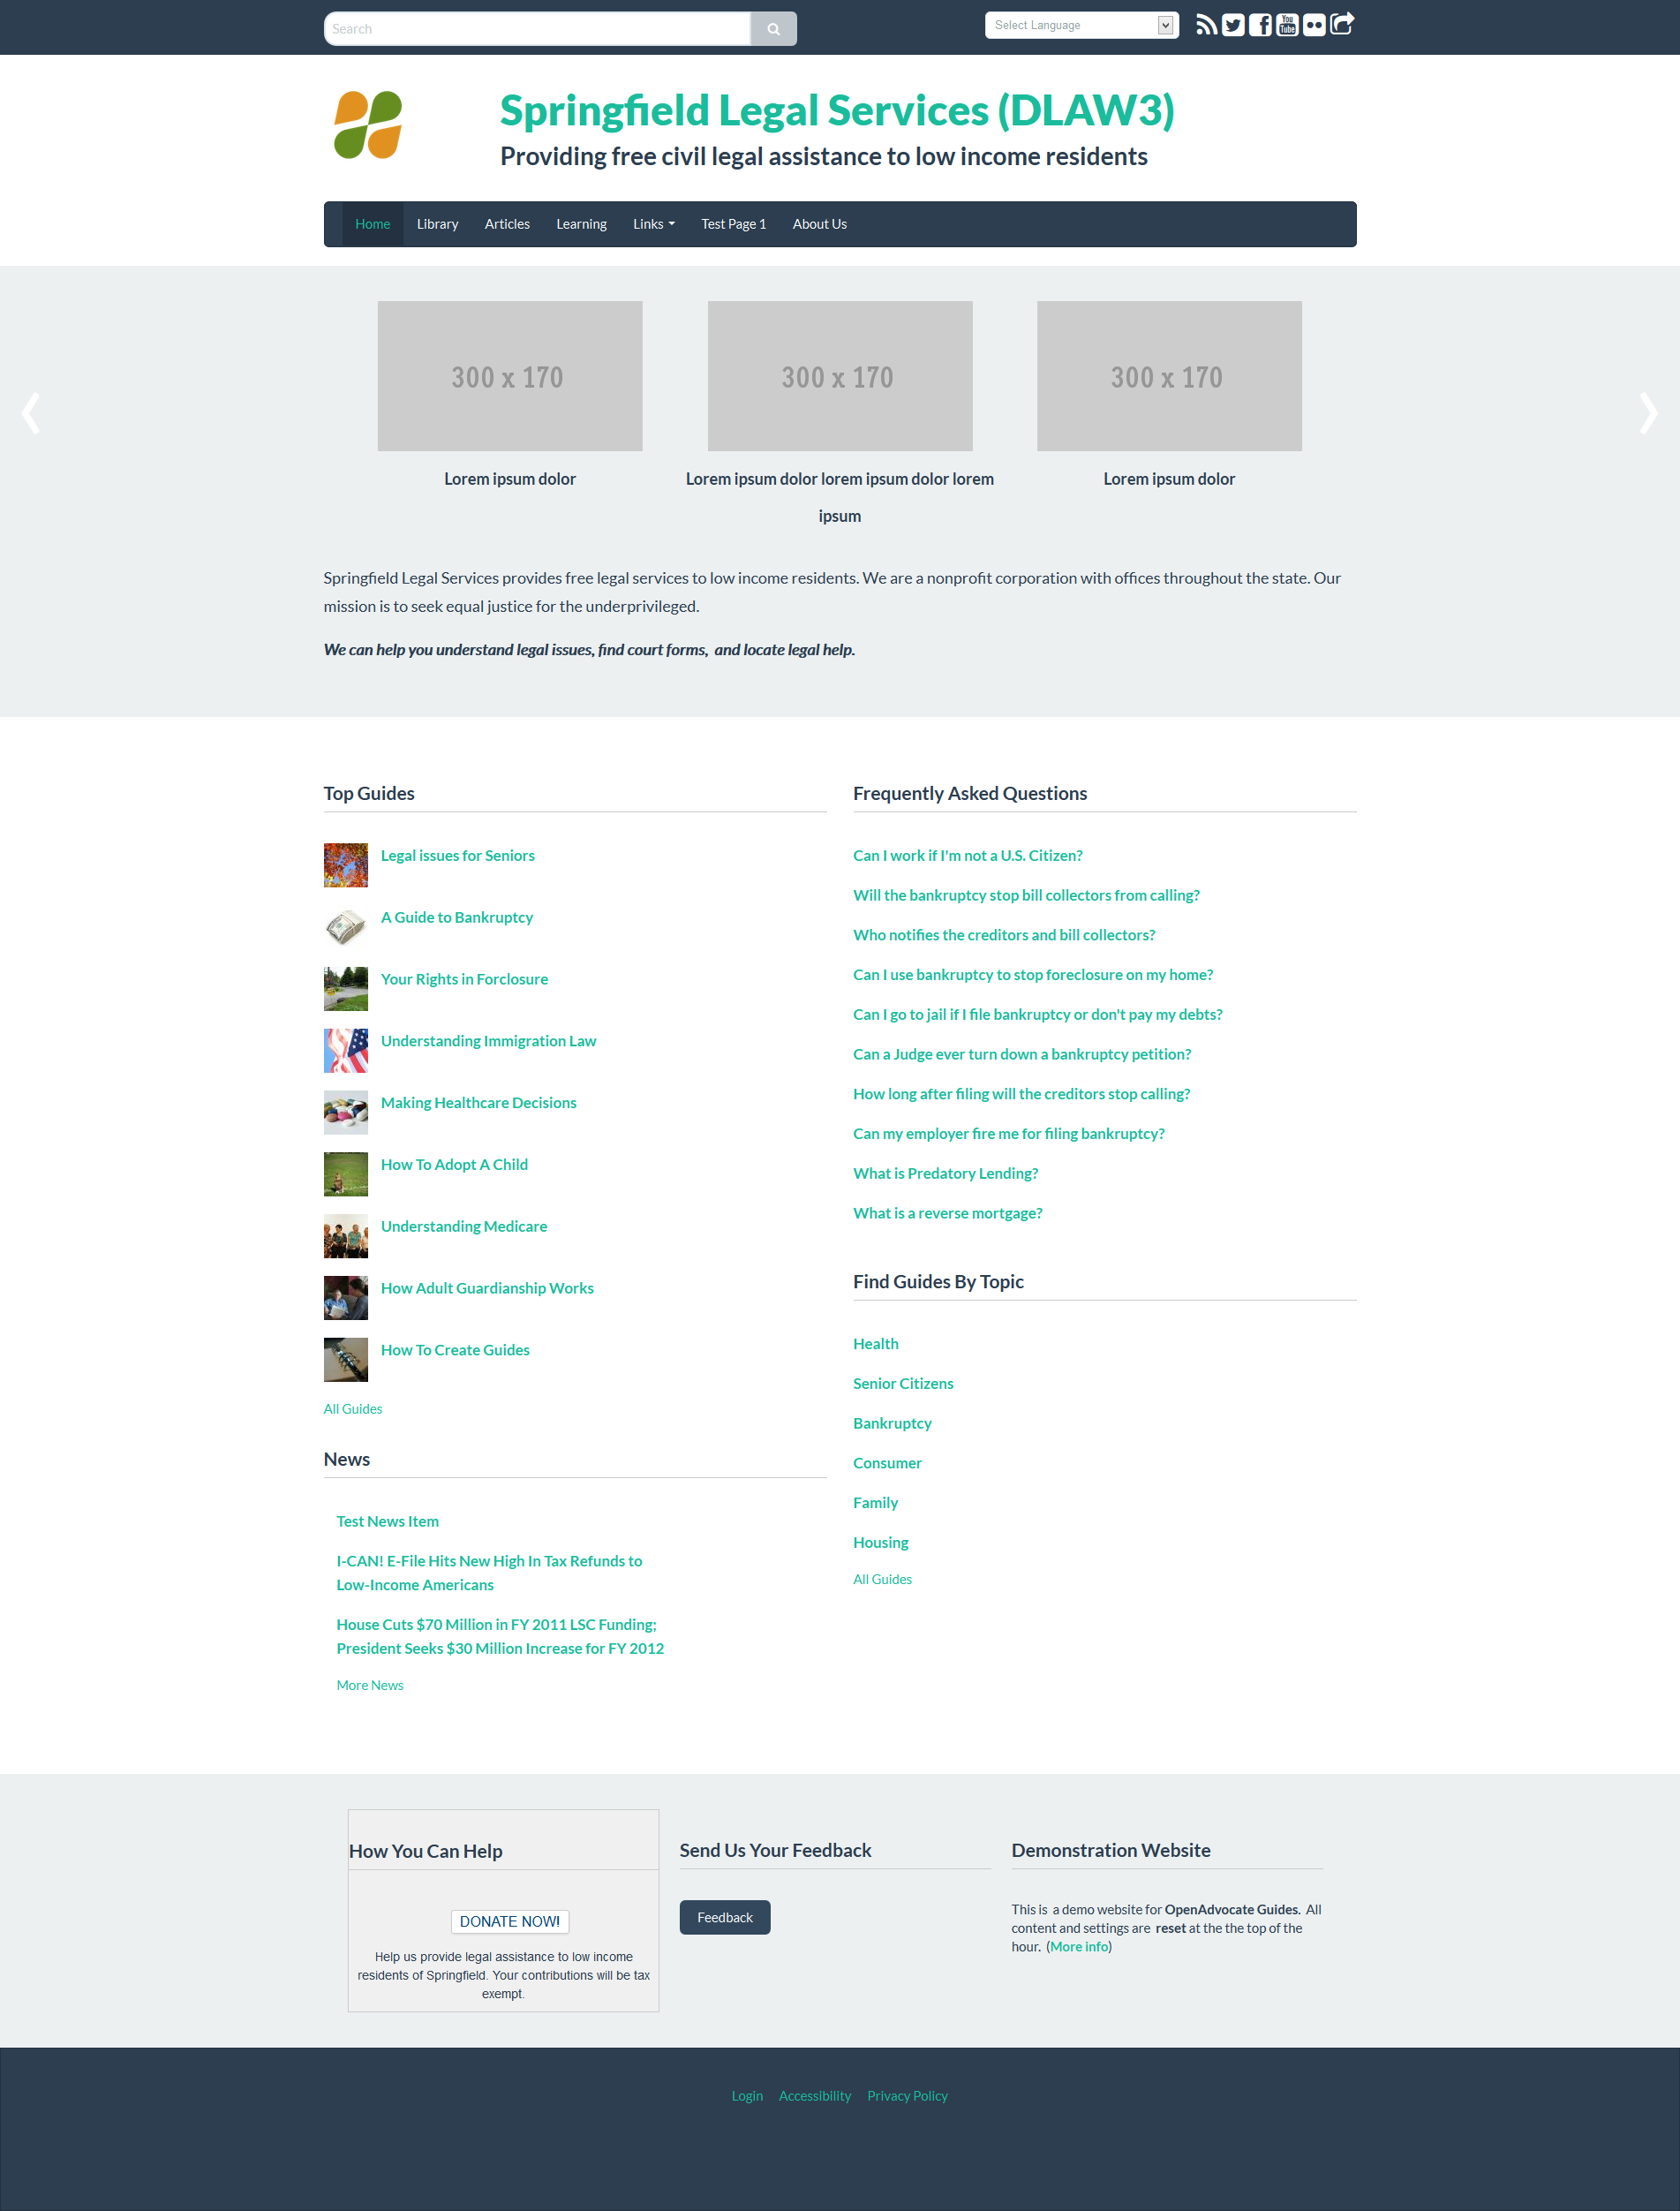 Search
Select Language
You
Tube
Springfield Legal Services (DLAW3)
Providing free civil legal assistance to low income residents
Home Library Articles Learning Links Test Page 1 About Us
300 x 170
300 x 170
300 x 170
Lorem ipsum dolor
Lorem ipsum dolor lorem ipsum dolor lorem
ipsum
Lorem ipsum dolor
Springfield Legal Services provides free legal services to low income residents. We are a nonprofit corporation with offices throughout the state. Our
mission is to seek equal justice for the underprivileged.
We can help you understand legal issues, find court forms,  and locate legal help.
Top Guides
Legal issues for Seniors
A Guide to Bankruptcy
Your Rights in Forclosure
Understanding Immigration Law
Making Healthcare Decisions
How To Adopt A Child
Understanding Medicare
How Adult Guardianship Works
How To Create Guides
All Guides
News
Test News Item
I-CAN! E-File Hits New High In Tax Refunds to
Low-Income Americans
House Cuts $70 Million in FY 2011 LSC Funding;
President Seeks $30 Million Increase for FY 2012
More News
Frequently Asked Questions
Can I work if I'm not a U.S. Citizen?
Will the bankruptcy stop bill collectors from calling?
Who notifies the creditors and bill collectors?
Can I use bankruptcy to stop foreclosure on my home?
Can I go to jail if I file bankruptcy or don't pay my debts?
Can a Judge ever turn down a bankruptcy petition?
How long after filing will the creditors stop calling?
Can my employer fire me for filing bankruptcy?
What is Predatory Lending?
What is a reverse mortgage?
Find Guides By Topic
Health
Senior Citizens
Bankruptcy
Consumer
Family
Housing
All Guides
How You Can Help
DONATE NOW!
Help us provide legal assistance to low income
residents of Springfield. Your contributions will be tax
exempt.
Send Us Your Feedback
Feedback
Demonstration Website
This is  a demo website for OpenAdvocate Guides.  All
content and settings are  reset at the the top of the
hour.  (More info)
Login Accessibility Privacy Policy